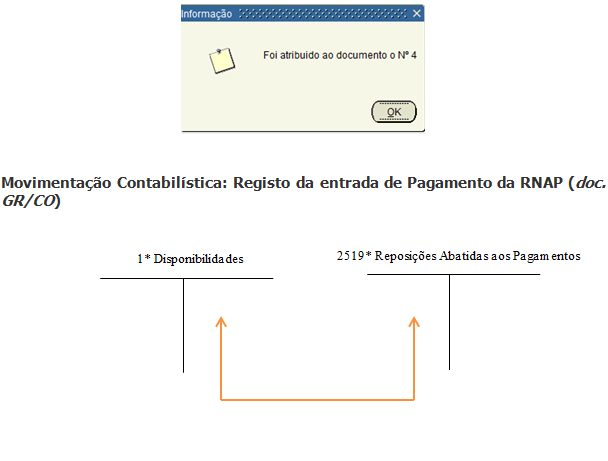 Informação
Foi atribuido ao documento o Nº 4
OK
Movimentação Contabilística: Registo da entrada de Pagamento da RNAP (doc.
GR/CO)
1* Disponibilidades
2519* Reposições Abatidas aos Pagamentos